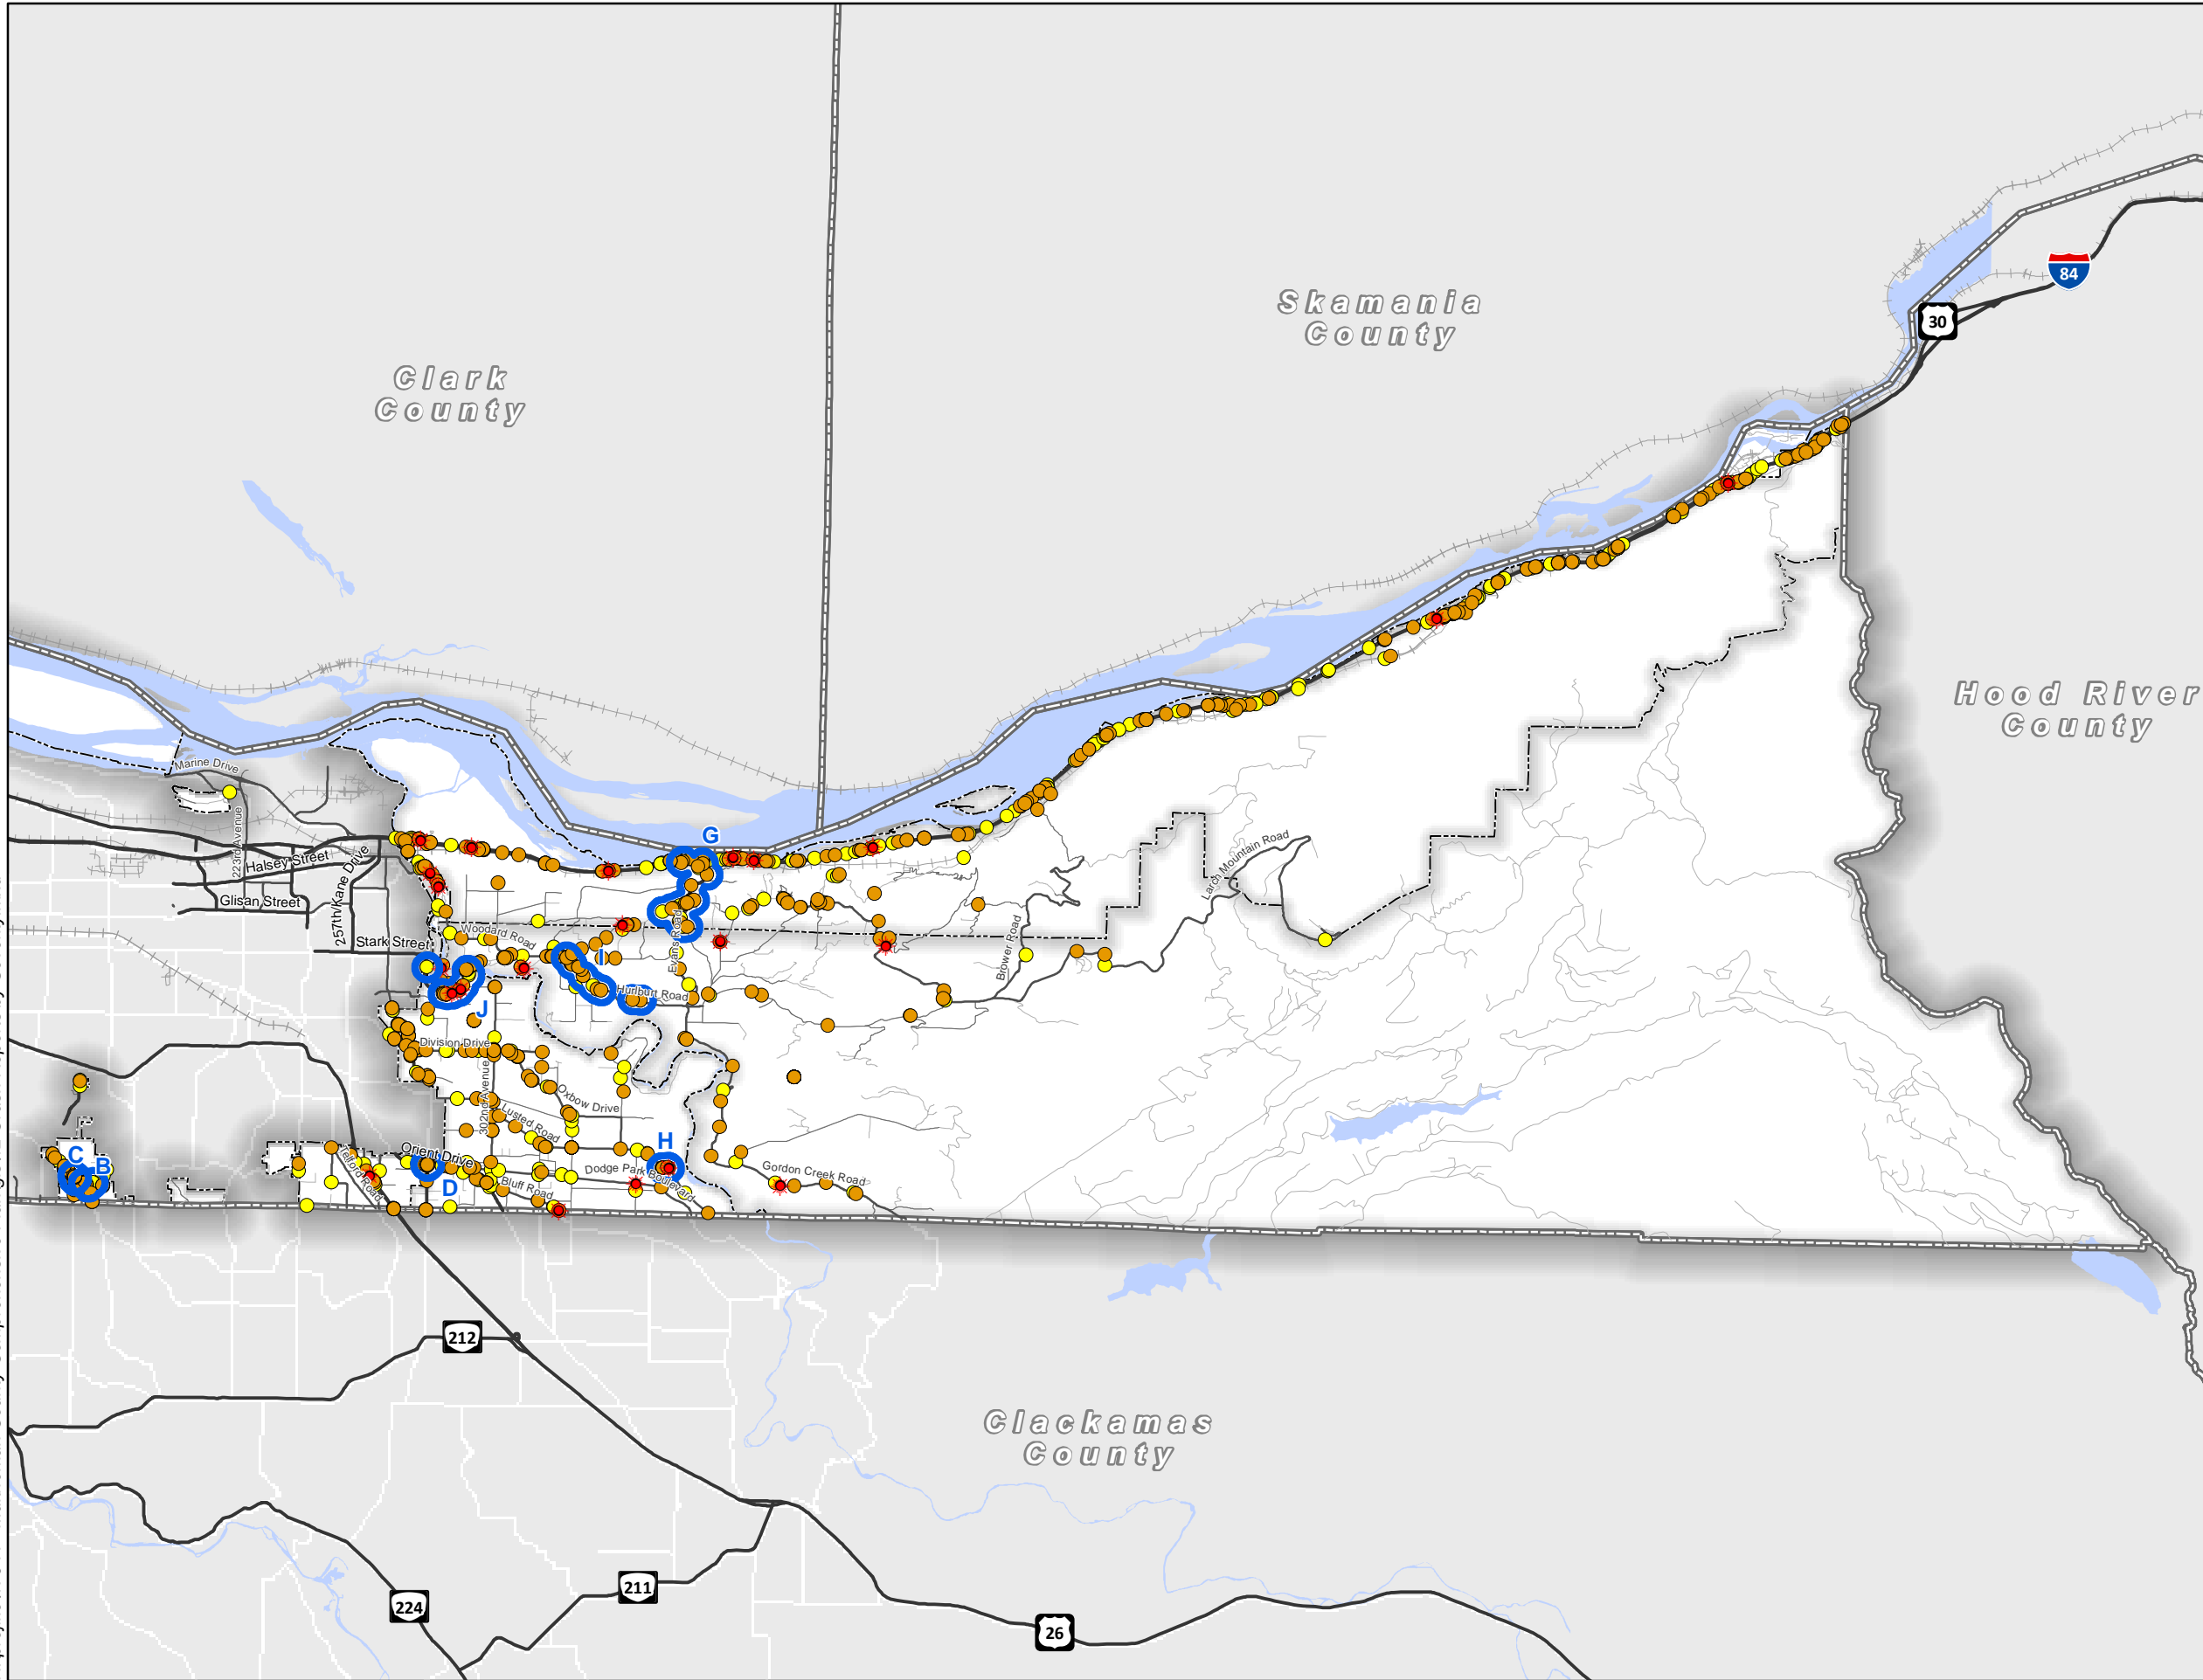 84
Skamania
County
30
Clark
County
Hood River
County
Marine Drive
223rd Avenue
G
Halsey Street
257th/Kane Drive
Larch Mountain Road
Glisan Street
Stark Street
Woodard Road
Evans Road
Brower Road
I
Hurlburt Road
J
Division Drive
302nd Avenue
Oxbow Drive
Lusted Road
Orient Drive
H
C
B
Telford Road
D
Dodge Park Boulevard
Bluff Road
Gordon Creek Road
212
Clackamas
County
211
224
26